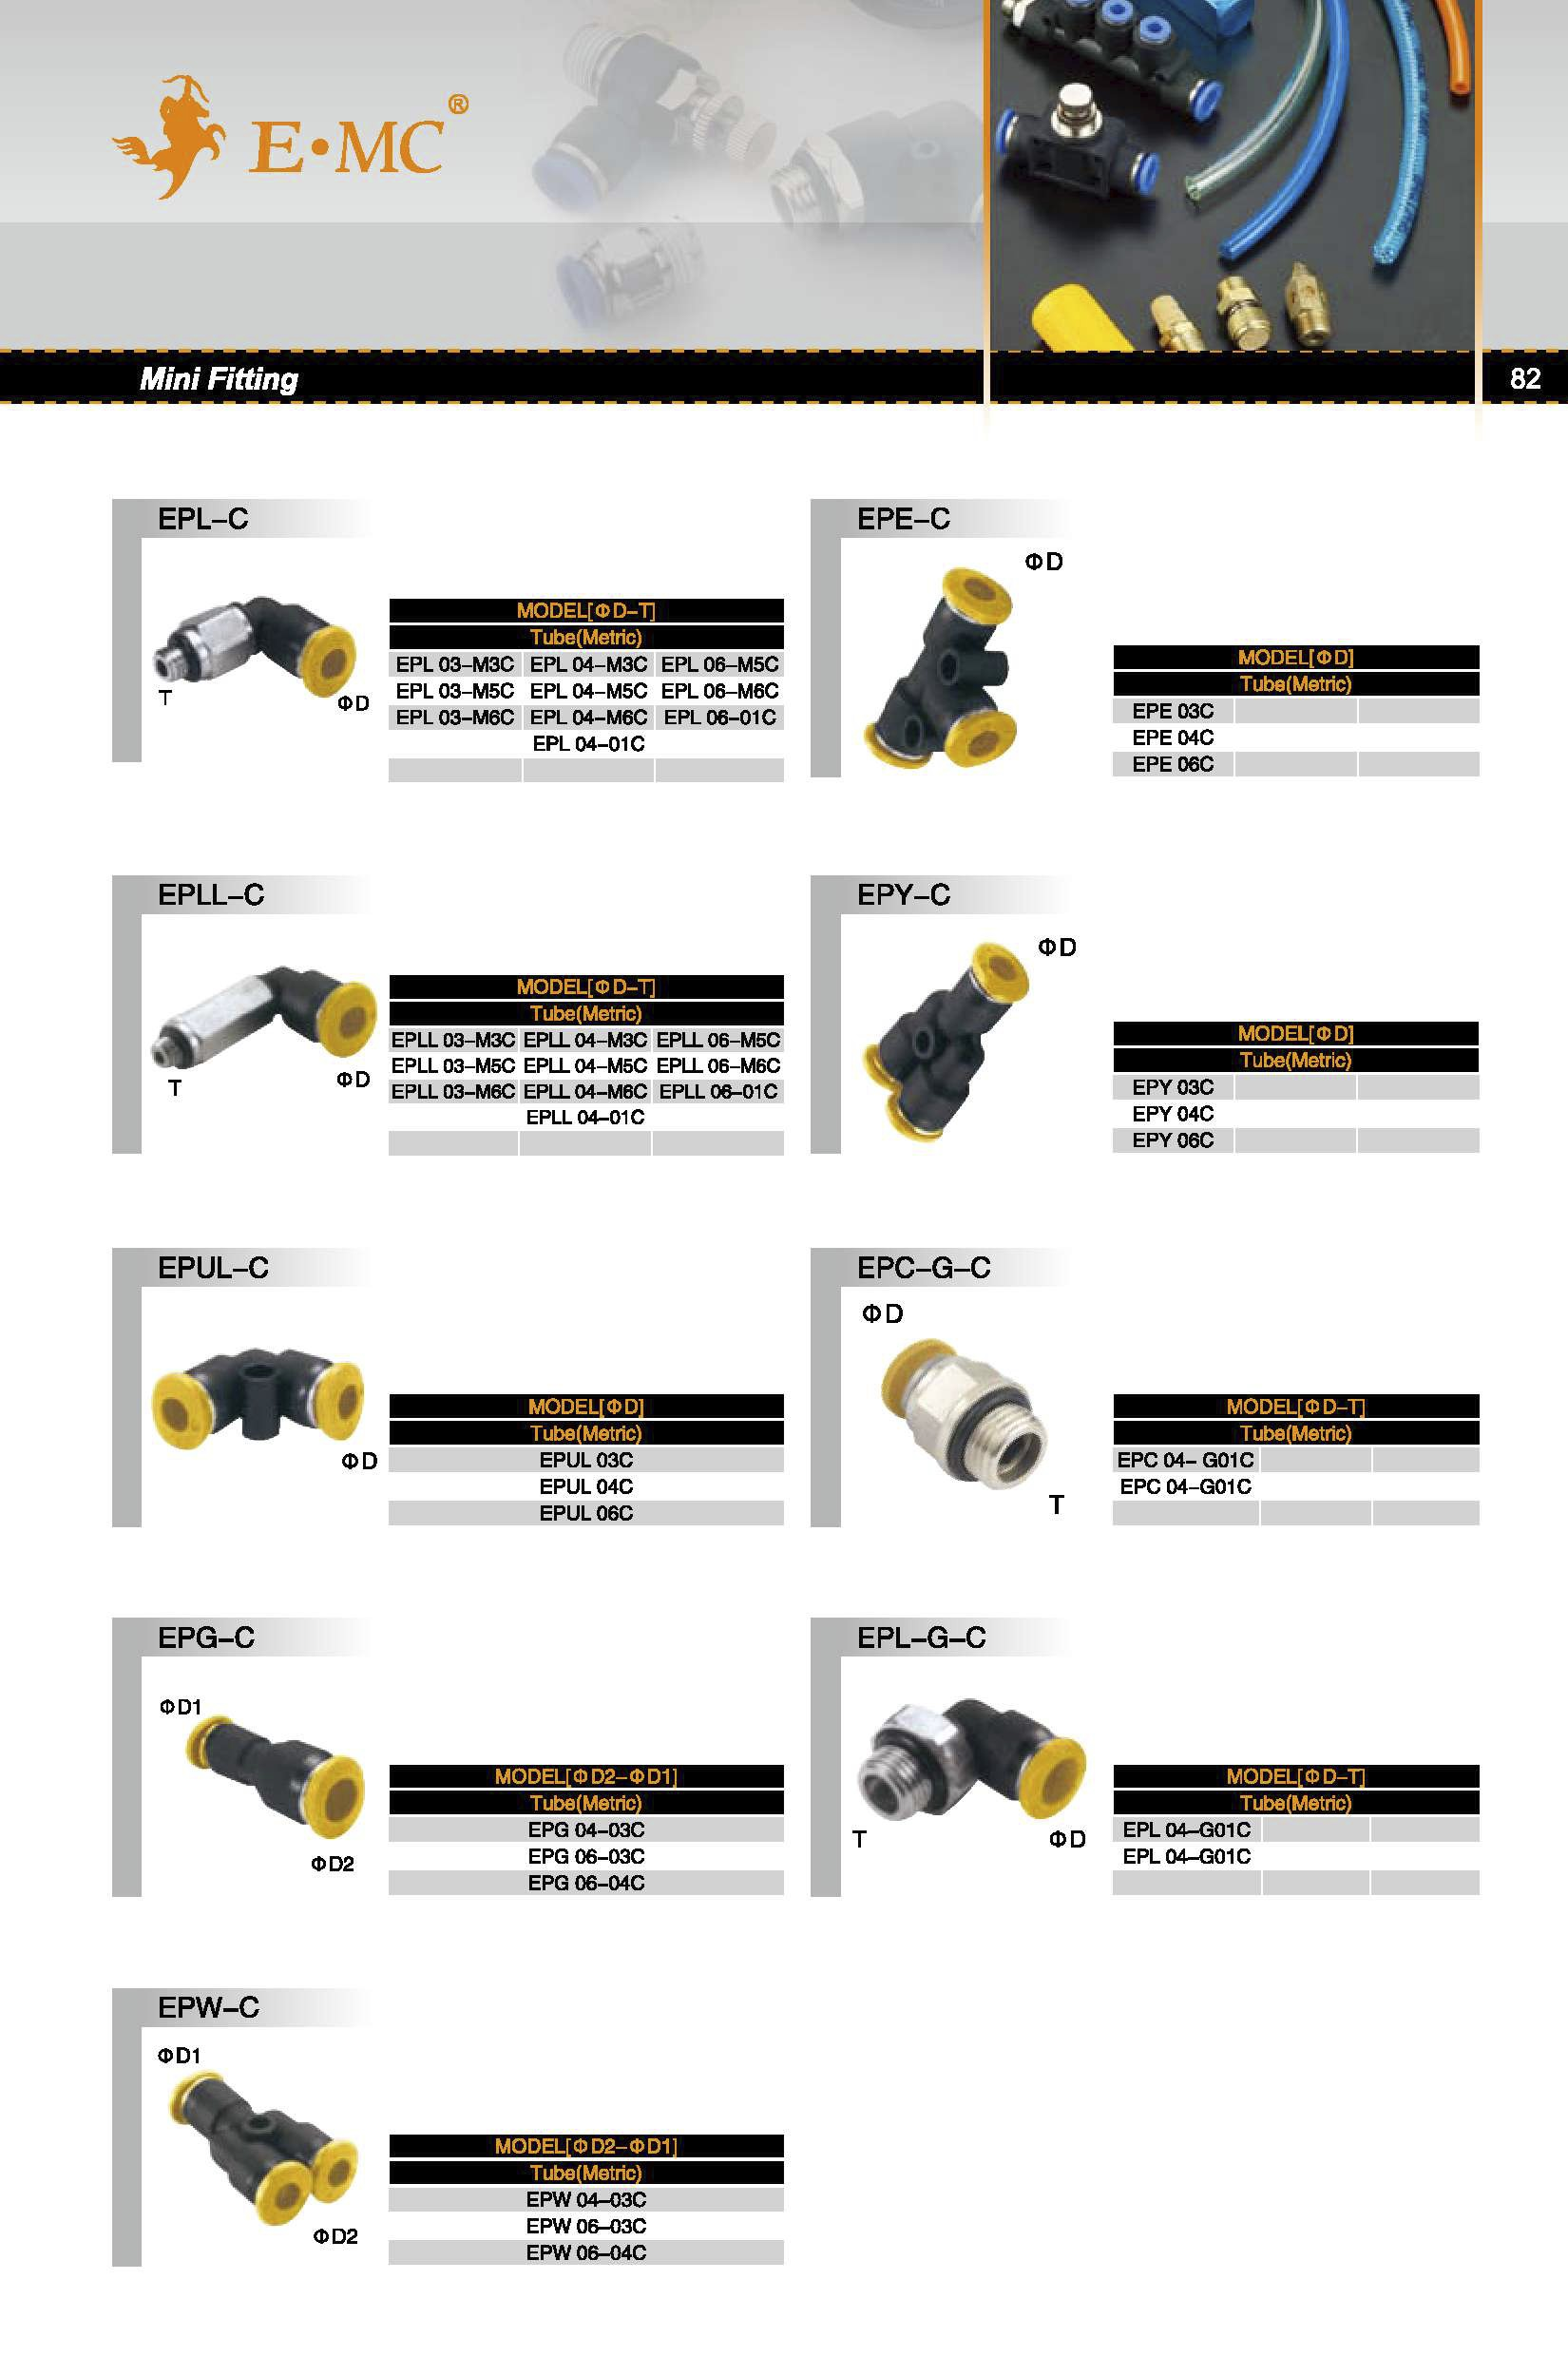 E•MC®
Mini Fitting
82
EPL–C
T
ΦD
MODEL[ΦD–T]
Tube(Metric)
EPL 03–M3C EPL 04–M3C EPL 06–M5C
EPL 03–M5C EPL 04–M5C EPL 06–M6C
EPL 03–M6C EPL 04–M6C EPL 06–01C
EPL 04–01C
EPE–C
ΦD
MODEL[ΦD]
Tube(Metric)
EPE 03C
EPE 04C
EPE 06C
EPLL–C
T
ΦD
MODEL[ΦD–T]
Tube(Metric)
EPLL 03–M3C EPLL 04–M3C EPLL 06–M5C
EPLL 03–M5C EPLL 04–M5C EPLL 06–M6C
EPLL 03–M6C EPLL 04–M6C EPLL 06–01C
EPLL 04–01C
EPY–C
ΦD
MODEL[ΦD]
Tube(Metric)
EPY 03C
EPY 04C
EPY 06C
EPUL–C
ΦD
MODEL[ΦD]
Tube(Metric)
EPUL 03C
EPUL 04C
EPUL 06C
EPC–G–C
ΦD
T
MODEL[ΦD–T]
Tube(Metric)
EPC 04– G01C
EPC 04–G01C
EPG–C
ΦD1
ΦD2
MODEL[ΦD2–ΦD1]
Tube(Metric)
EPG 04–03C
EPG 06–03C
EPG 06–04C
EPL–G–C
T
ΦD
MODEL[ΦD–T]
Tube(Metric)
EPL 04–G01C
EPL 04–G01C
EPW–C
ΦD1
ΦD2
MODEL[ΦD2–ΦD1]
Tube(Metric)
EPW 04–03C
EPW 06–03C
EPW 06–04C